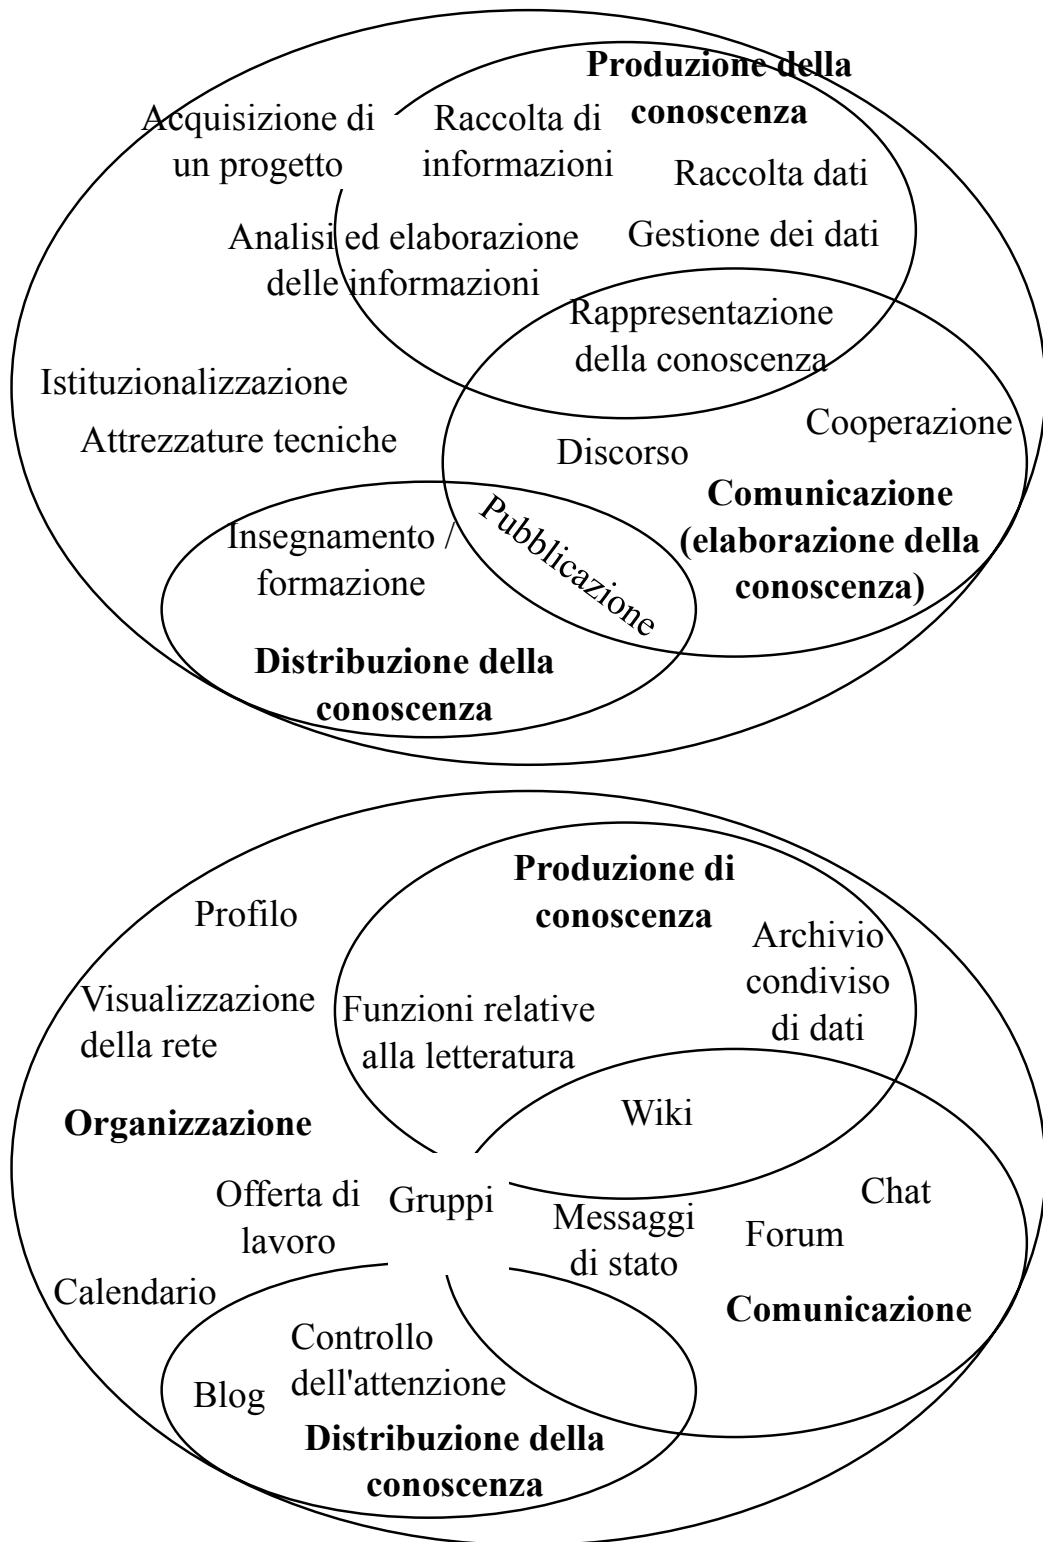 Produzione della
conoscenza
Acquisizione di
un progetto
Raccolta di
informazioni
Raccolta dati
Analisi ed elaborazione
delle informazioni
Gestione dei dati
Rappresentazione
della conoscenza
Istituzionalizzazione
Attrezzature tecniche
Cooperazione
Discorso
Comunicazione
(elaborazione della
conoscenza)
Insegnamento /
formazione
Pubblicazione
Distribuzione della
conoscenza
Produzione di
conoscenza
Profilo
Archivio
condiviso
di dati
Visualizzazione
della rete
Funzioni relative
alla letteratura
Organizzazione
Wiki
Offerta di
lavoro
Gruppi
Messaggi
di stato
Chat
Forum
Calendario
Comunicazione
Controllo
dell'attenzione
Blog
Distribuzione della
conoscenza